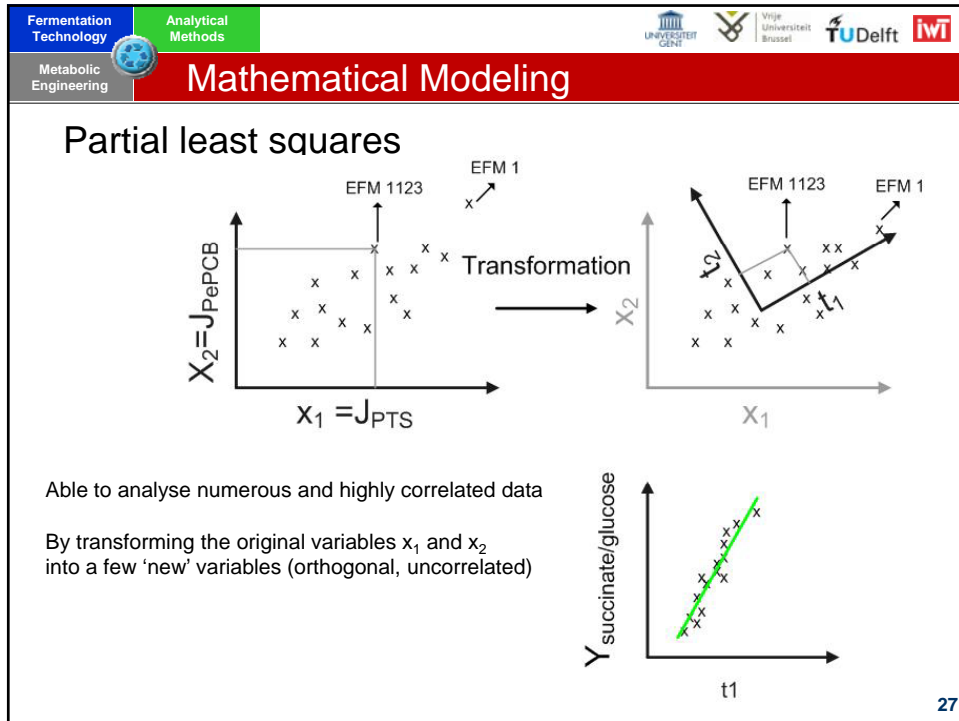 Fermentation
Technology
Analytical
Methods
UNIVERSITEIT
GENT
Vrije
Universiteit
Brussel
TUDelft
iwT
Metabolic
Engineering
Mathematical Modeling
Partial least squares
EFM 1123
EFM 1
x
X₂=J_PePCB
x₁ =J_PTS
Transformation
EFM 1123
EFM 1
t₂
t₁
x₂
x₁
Able to analyse numerous and highly correlated data
By transforming the original variables x₁ and x₂
into a few ‘new’ variables (orthogonal, uncorrelated)
Y succinate/glucose
t1
27